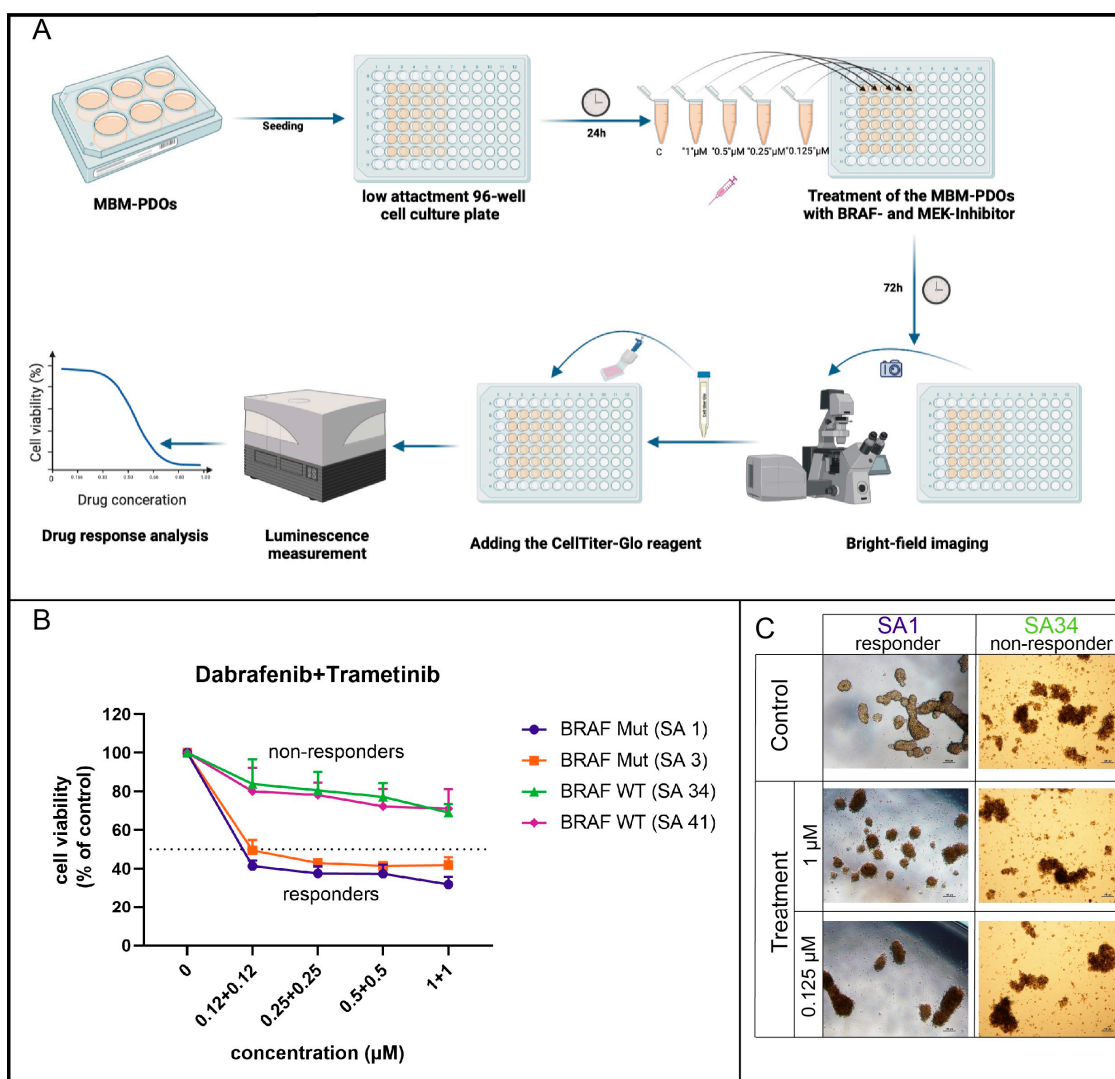 A
MBM-PDOs
Seeding
low attactment 96-well
cell culture plate
24h
C
"1"µM
"0.5"µM
"0.25"µM
"0.125"µM
Treatment of the MBM-PDOs
with BRAF- and MEK-Inhibitor
72h
Bright-field imaging
Adding the CellTiter-Glo reagent
Luminescence
measurement
Cell viability (%)
0
Drug conceration
Drug response analysis
B
Dabrafenib+Trametinib
cell viability
(% of control)
120
100
80
60
40
20
0
non-responders
responders
0
0.12+0.12
0.25+0.25
0.5+0.5
1+1
concentration (µM)
BRAF Mut (SA 1)
BRAF Mut (SA 3)
BRAF WT (SA 34)
BRAF WT (SA 41)
C
SA1
responder
SA34
non-responder
Control
Treatment
1 µM
0.125 µM